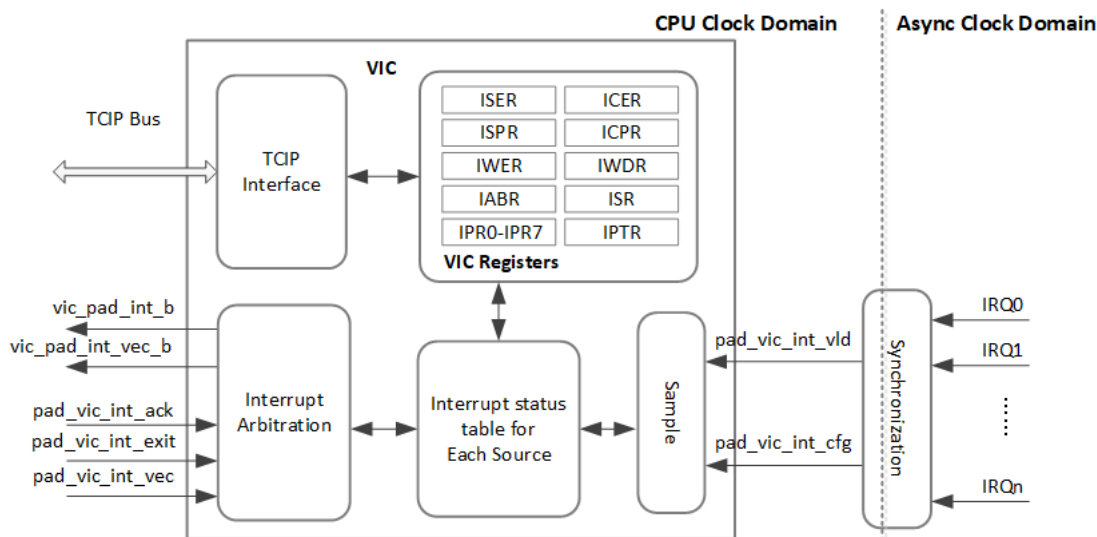 CPU Clock Domain
Async Clock Domain
VIC
TCIP Bus
TCIP
Interface
ISER
ICER
ISPR
ICPR
IWER
IWDR
IABR
ISR
IPR0-IPR7
IPTR
VIC Registers
vic_pad_int_b
vic_pad_int_vec_b
pad_vic_int_ack
pad_vic_int_exit
pad_vic_int_vec
Interrupt
Arbitration
Interrupt status
table for
Each Source
Sample
pad_vic_int_vld
pad_vic_int_cfg
Synchronization
IRQ0
IRQ1
......
IRQn